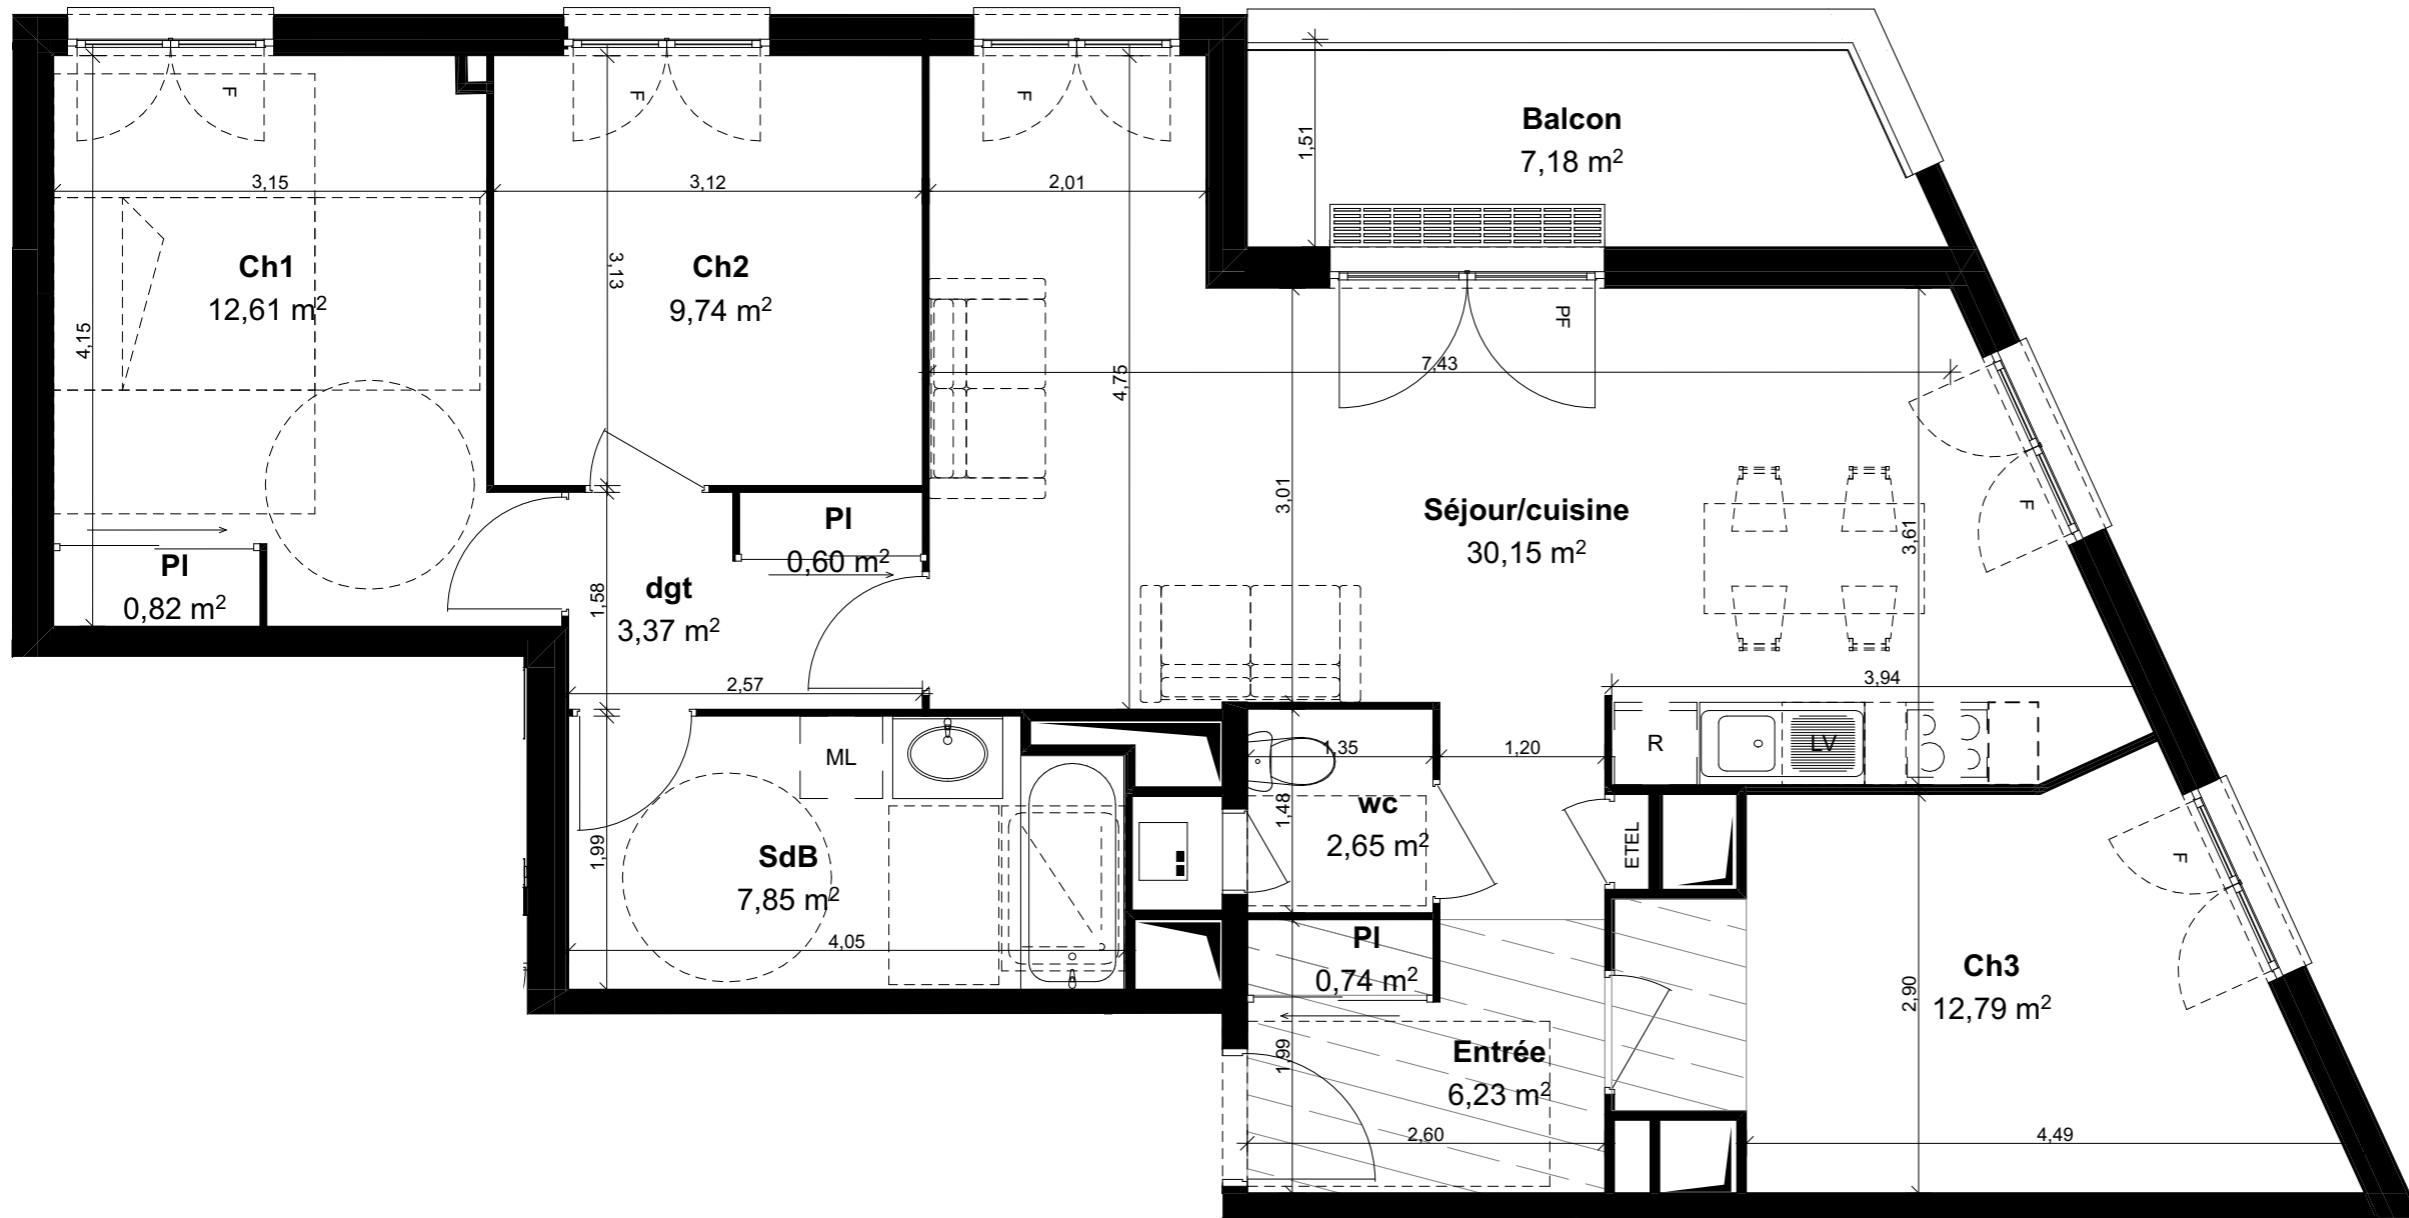 F
F
F
Balcon
7,18 m²
1,51
3,15
3,12
2,01
Ch1
12,61 m²
Ch2
9,74 m²
3,13
4,15
PF
7,43
4,75
3,01
Séjour/cuisine
30,15 m²
3,61
F
Pl
0,60 m²
Pl
0,82 m²
dgt
3,37 m²
1,58
2,57
3,94
ML
1,35
1,20
R
LV
wc
2,65 m²
1,48
ETEL
SdB
7,85 m²
1,99
4,05
F
Pl
0,74 m²
Ch3
12,79 m²
2,90
Entrée
6,23 m²
1,99
2,60
4,49